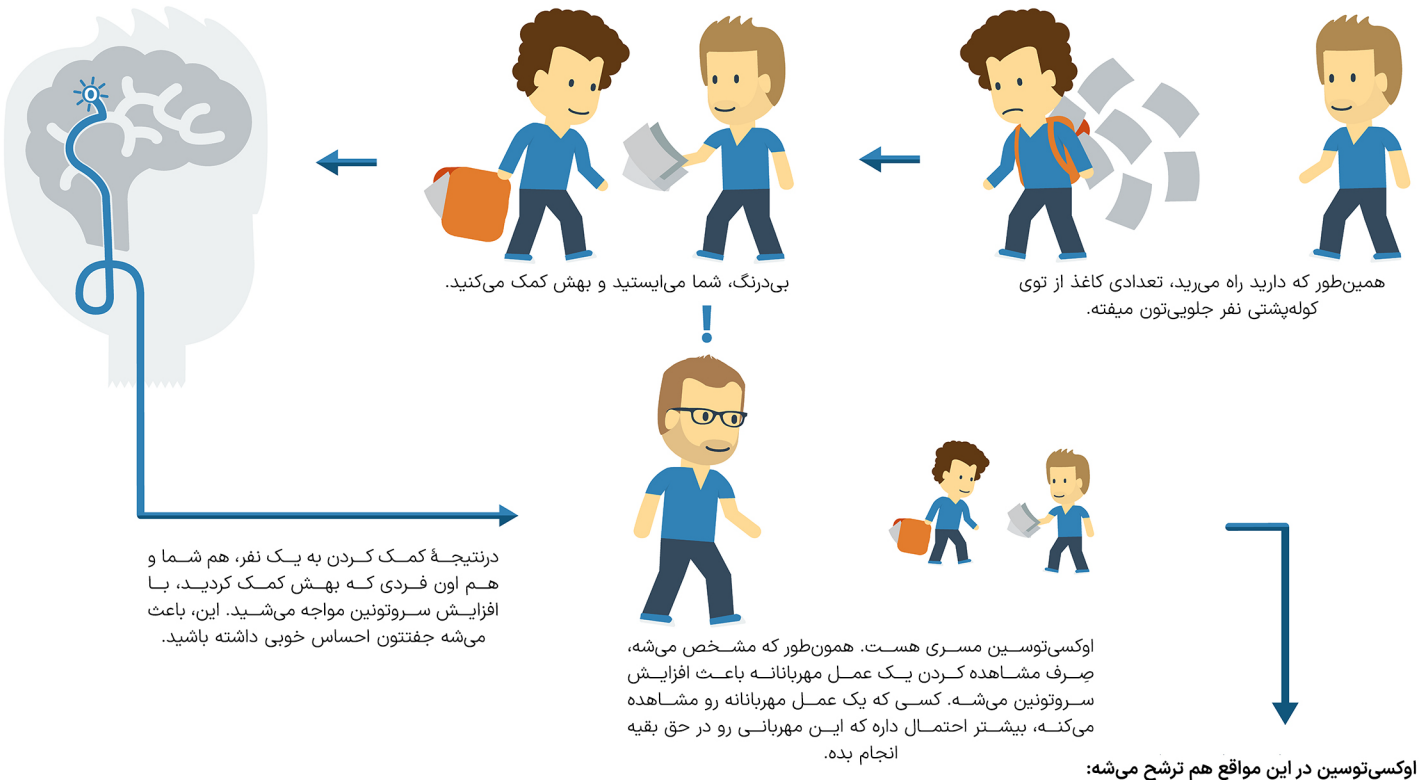 همین‌طور که دارید راه می‌رید، تعدادی کاغذ از توی
کوله‌پشتی نفر جلویی‌تون میفته.
بی‌درنگ، شما می‌ایستید و بهش کمک می‌کنید.
!
درنتیجهٔ کمک کردن به یک نفر، هم شما و
هم اون فردی که بهش کمک کردید، با
افزایش سروتونین مواجه می‌شید. این، باعث
می‌شه جفتتون احساس خوبی داشته باشید.
اوکسی‌توسین مسری هست. همون‌طور که مشخص می‌شه،
صِرف مشاهده کردن یک عمل مهربانانه باعث افزایش
سروتونین می‌شه. کسی که یک عمل مهربانانه رو مشاهده
می‌کنه، بیشتر احتمال داره که این مهربانی رو در حق بقیه
انجام بده.
اوکسی‌توسین در این مواقع هم ترشح می‌شه: